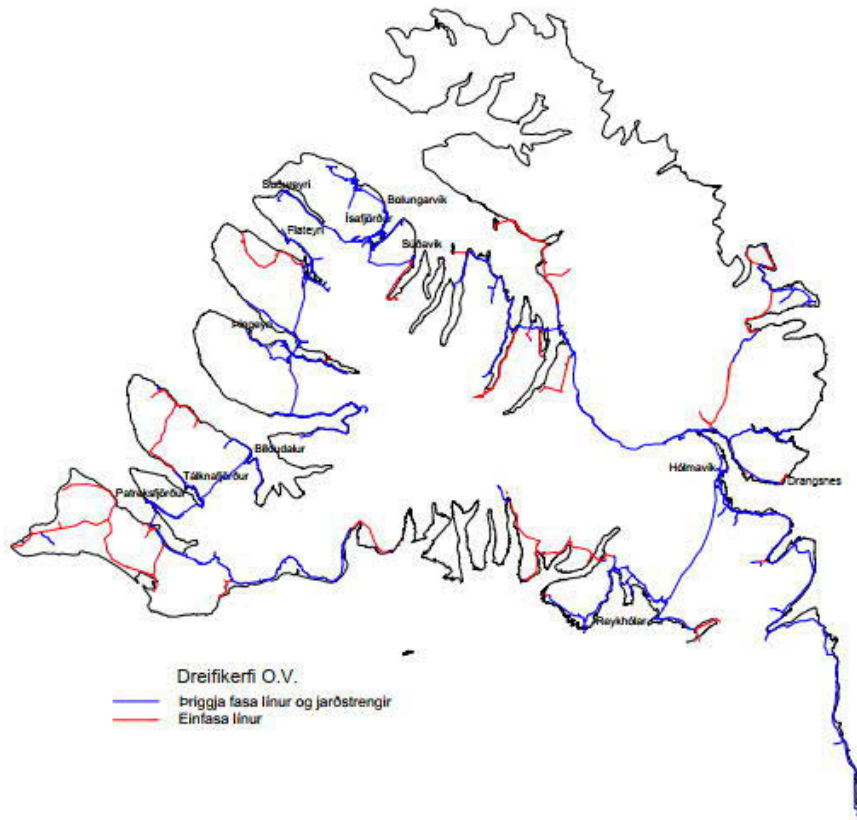 Suðureyri
Bolungarvík
Ísafjörður
Flateyri
Súðavík
Þingeyri
Bíldudalur
Tálknafjörður
Patreksfjörður
Hólmavík
Drangsnes
Reykhólar
Dreifikerfi O.V.
Þriggja fasa línur og jarðstrengir
Einfasa línur